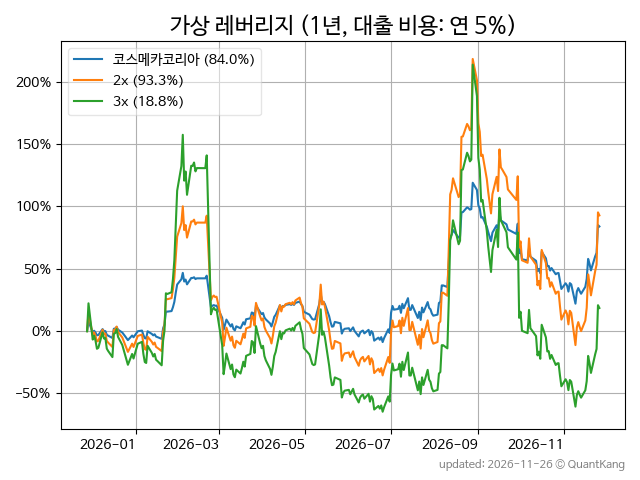 가상 레버리지 (1년, 대출 비용: 연 5%)
코스메카코리아 (84.0%)
2x (93.3%)
3x (18.8%)
200%
150%
100%
50%
0%
−50%
2026-01
2026-03
2026-05
2026-07
2026-09
2026-11
updated: 2026-11-26 © QuantKang